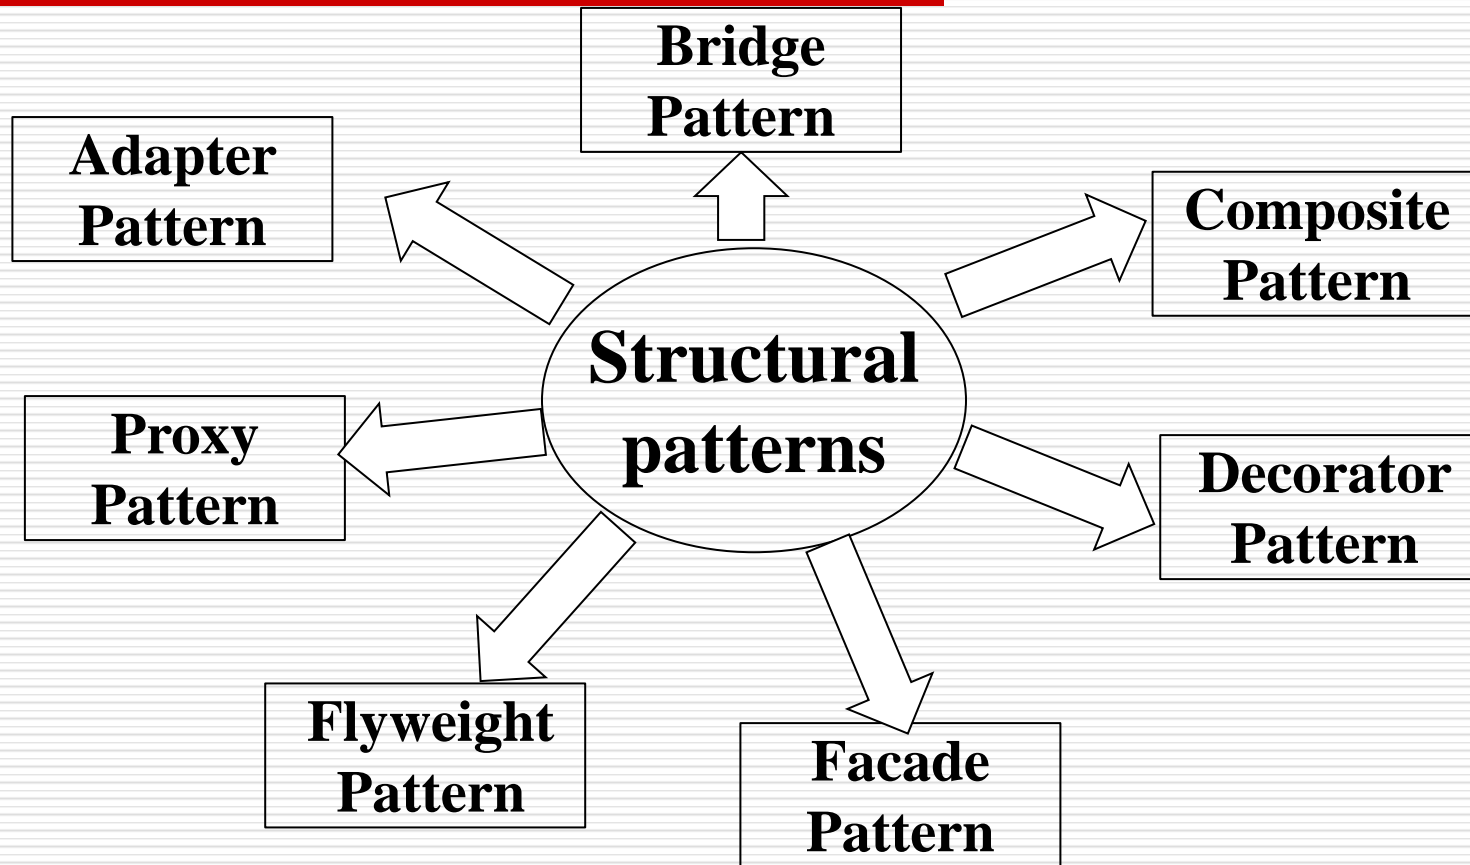 Bridge
Pattern
Adapter
Pattern
Composite
Pattern
Structural
patterns
Proxy
Pattern
Decorator
Pattern
Flyweight
Pattern
Facade
Pattern